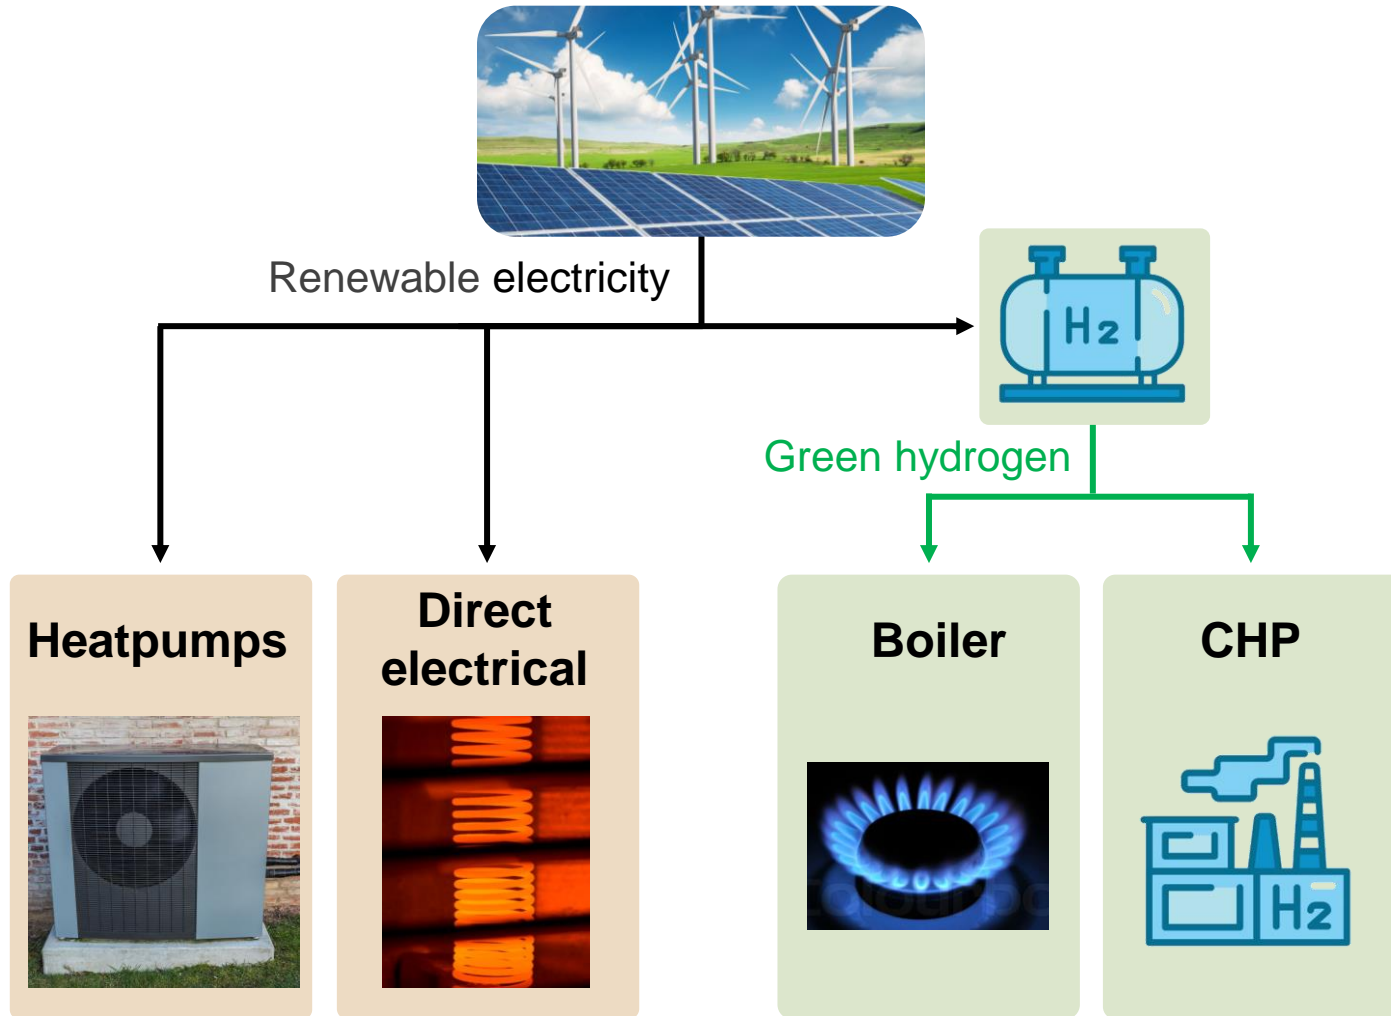 Renewable electricity
H2
Green hydrogen
Heatpumps
Direct
electrical
Boiler
CHP
H2